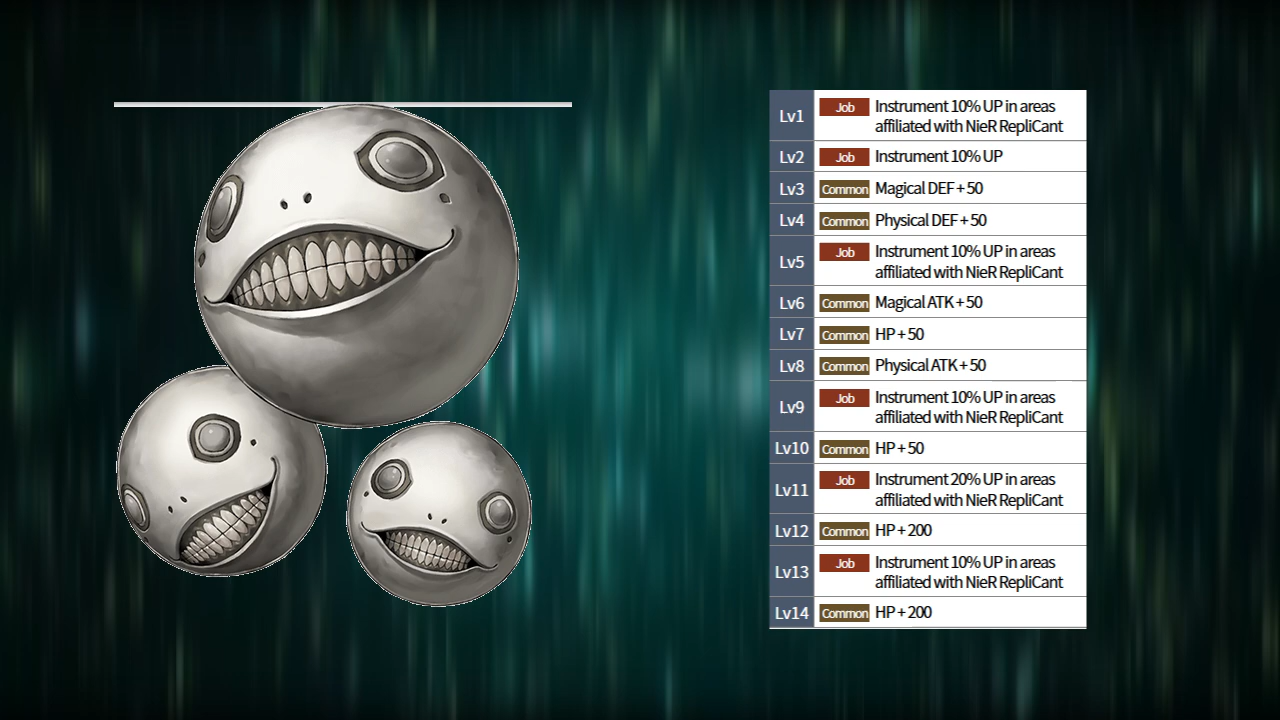 Lv1 Job Instrument 10% UP in areas
affiliated with NieR RepliCant
Lv2 Job Instrument 10% UP
Lv3 Common Magical DEF + 50
Lv4 Common Physical DEF + 50
Lv5 Job Instrument 10% UP in areas
affiliated with NieR RepliCant
Lv6 Common Magical ATK + 50
Lv7 Common HP + 50
Lv8 Common Physical ATK + 50
Lv9 Job Instrument 10% UP in areas
affiliated with NieR RepliCant
Lv10 Common HP + 50
Lv11 Job Instrument 20% UP in areas
affiliated with NieR RepliCant
Lv12 Common HP + 200
Lv13 Job Instrument 10% UP in areas
affiliated with NieR RepliCant
Lv14 Common HP + 200